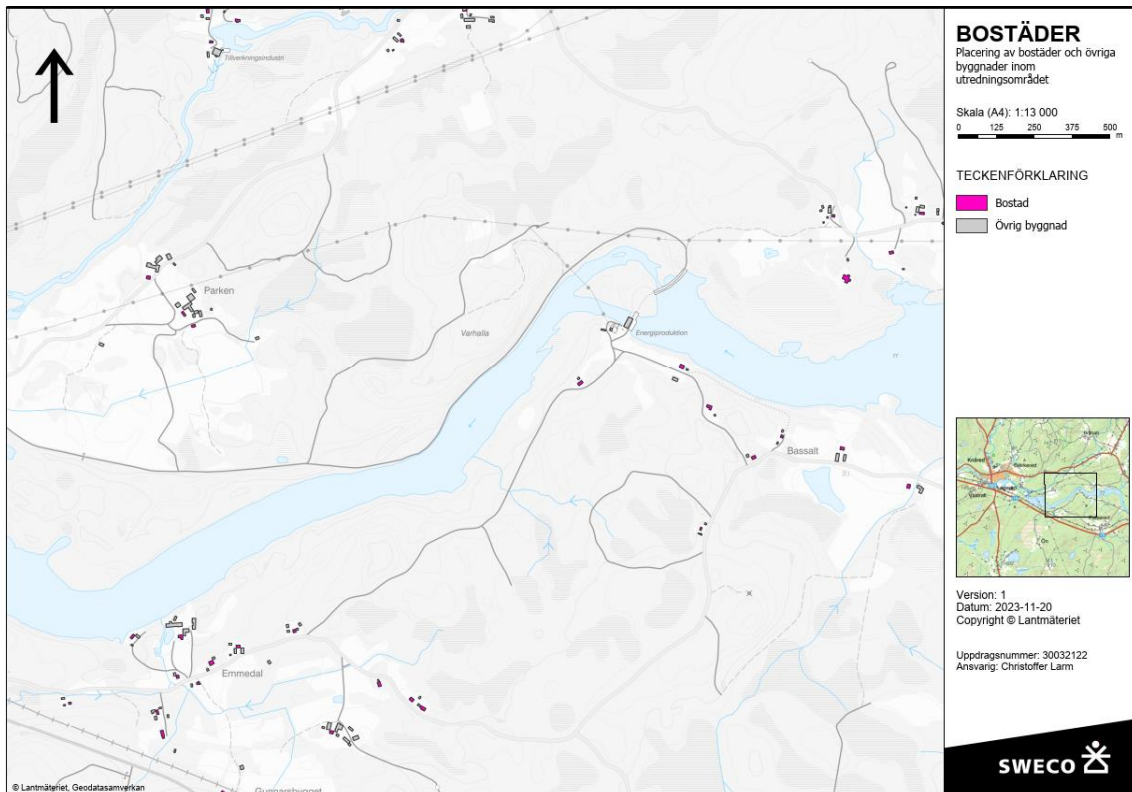 Tillverkningsindustri
Parken
Varhalla
Energiproduktion
Bassalt
Emmedal
Gunnarsbygget
© Lantmäteriet, Geodatasamverkan
BOSTÄDER
Placering av bostäder och övriga
byggnader inom
utredningsområdet
Skala (A4): 1:13 000
0 125 250 375 500
m
TECKENFÖRKLARING
Bostad
Övrig byggnad
Knäred
Version: 1
Datum: 2023-11-20
Copyright © Lantmäteriet
Uppdragsnummer: 30032122
Ansvarig: Christoffer Larm
SWECO